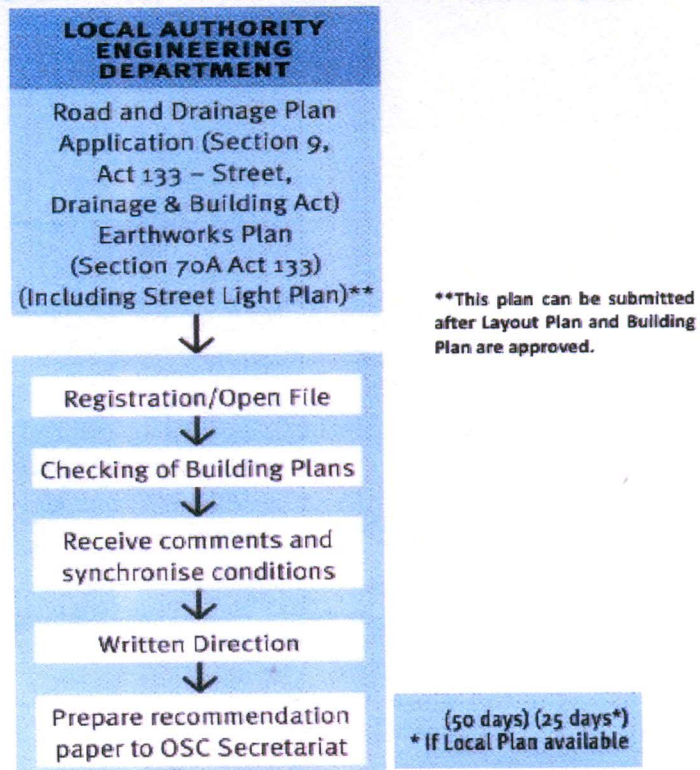 LOCAL AUTHORITY
ENGINEERING
DEPARTMENT
Road and Drainage Plan
Application (Section 9,
Act 133 – Street,
Drainage & Building Act)
Earthworks Plan
(Section 70A Act 133)
(Including Street Light Plan)**
**This plan can be submitted
after Layout Plan and Building
Plan are approved.
Registration/Open File
Checking of Building Plans
Receive comments and
synchronise conditions
Written Direction
Prepare recommendation
paper to OSC Secretariat
(50 days) (25 days*)
* If Local Plan available